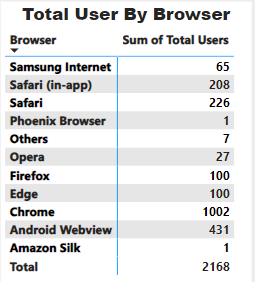 Total User By Browser
Browser Sum of Total Users
Samsung Internet 65
Safari (in-app) 208
Safari 226
Phoenix Browser 1
Others 7
Opera 27
Firefox 100
Edge 100
Chrome 1002
Android Webview 431
Amazon Silk 1
Total 2168